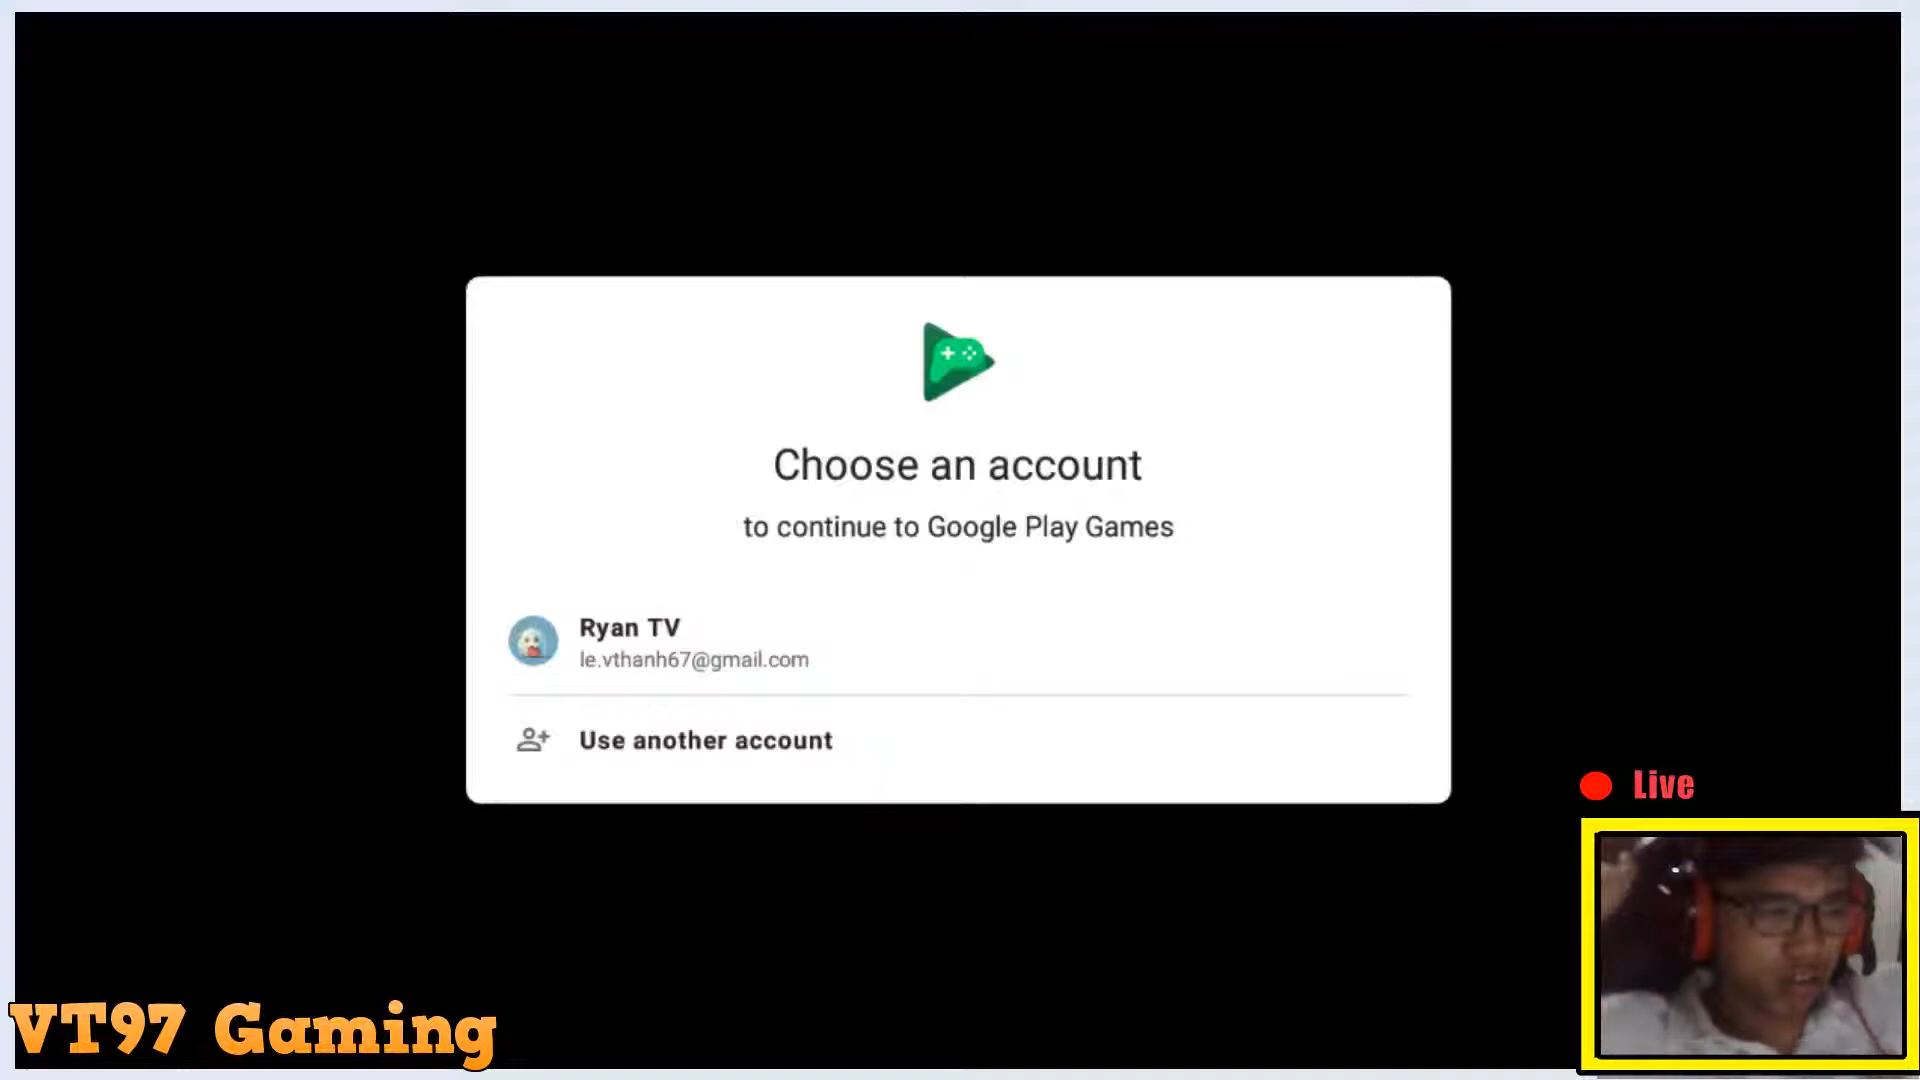 Choose an account
to continue to Google Play Games
Ryan TV
le.vthanh67@gmail.com
Use another account
Live
VT97 Gaming